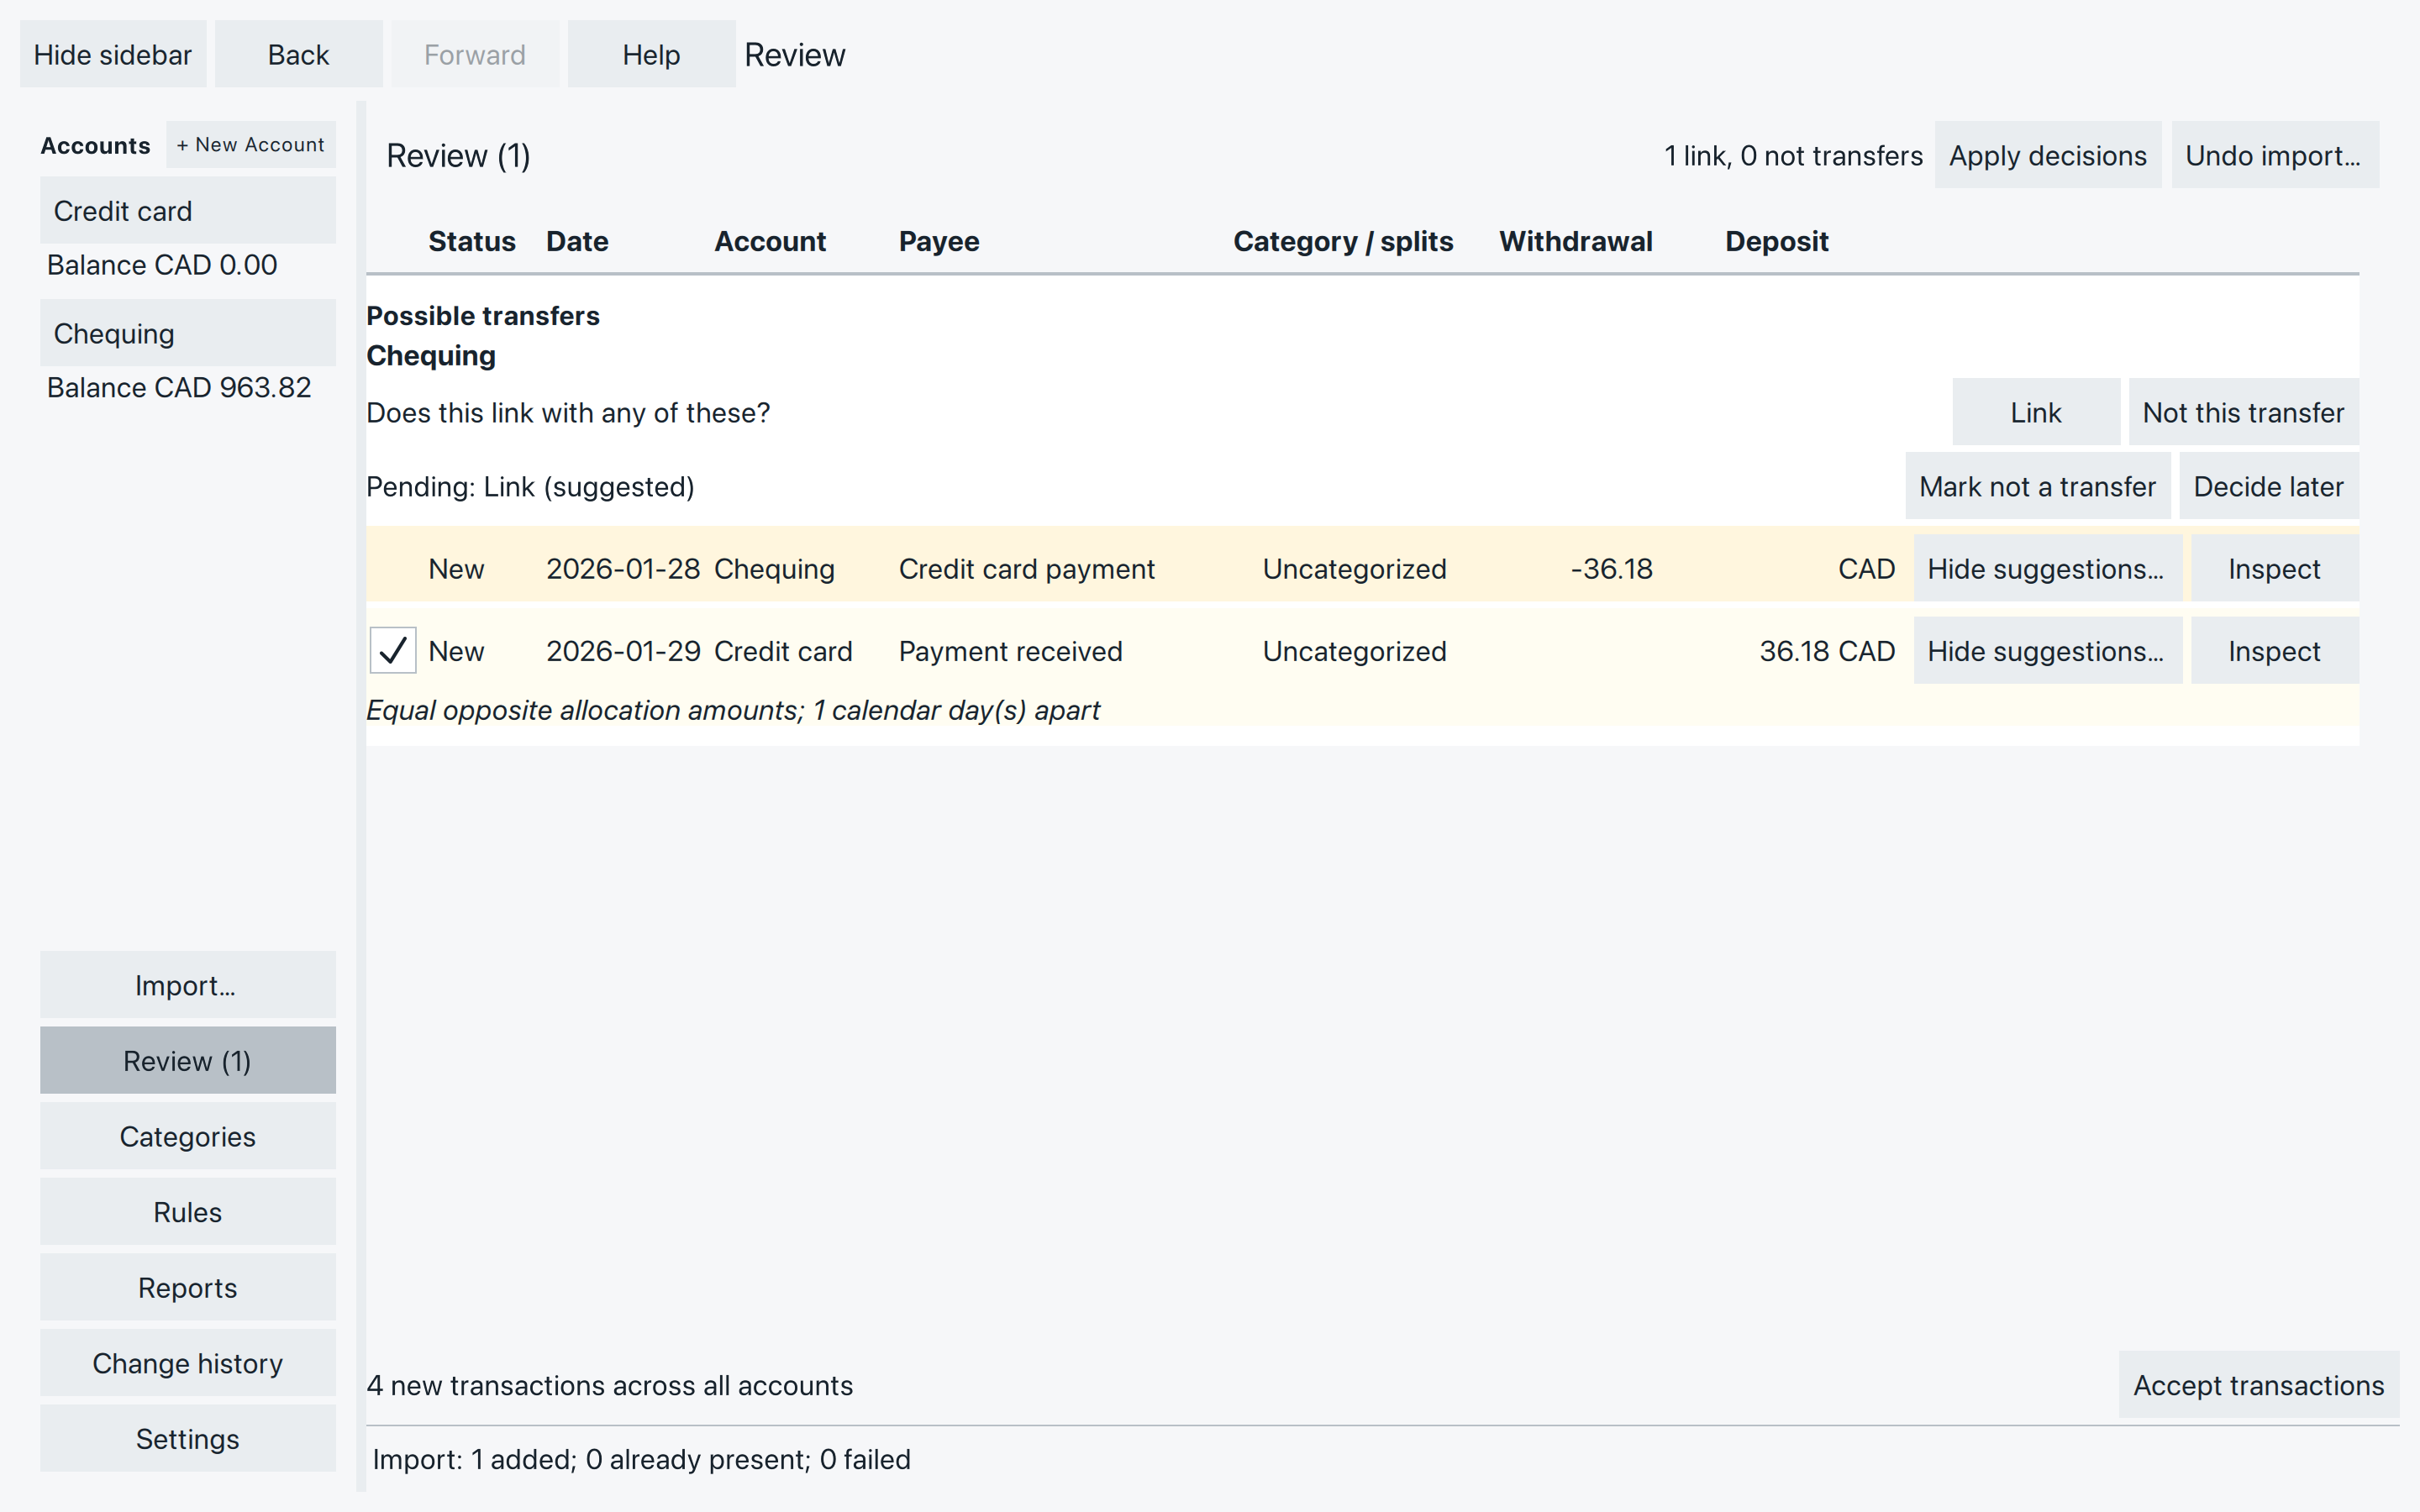 Hide sidebar Back Forward Help Review
Accounts + New Account
Credit card
Balance CAD 0.00
Chequing
Balance CAD 963.82
Import...
Review (1)
Categories
Rules
Reports
Change history
Settings
Review (1) 1 link, 0 not transfers Apply decisions Undo import...
Status Date Account Payee Category / splits Withdrawal Deposit
Possible transfers
Chequing
Does this link with any of these? Link Not this transfer
Pending: Link (suggested) Mark not a transfer Decide later
New 2026-01-28 Chequing Credit card payment Uncategorized -36.18 CAD Hide suggestions... Inspect
New 2026-01-29 Credit card Payment received Uncategorized 36.18 CAD Hide suggestions... Inspect
Equal opposite allocation amounts; 1 calendar day(s) apart
4 new transactions across all accounts Accept transactions
Import: 1 added; 0 already present; 0 failed